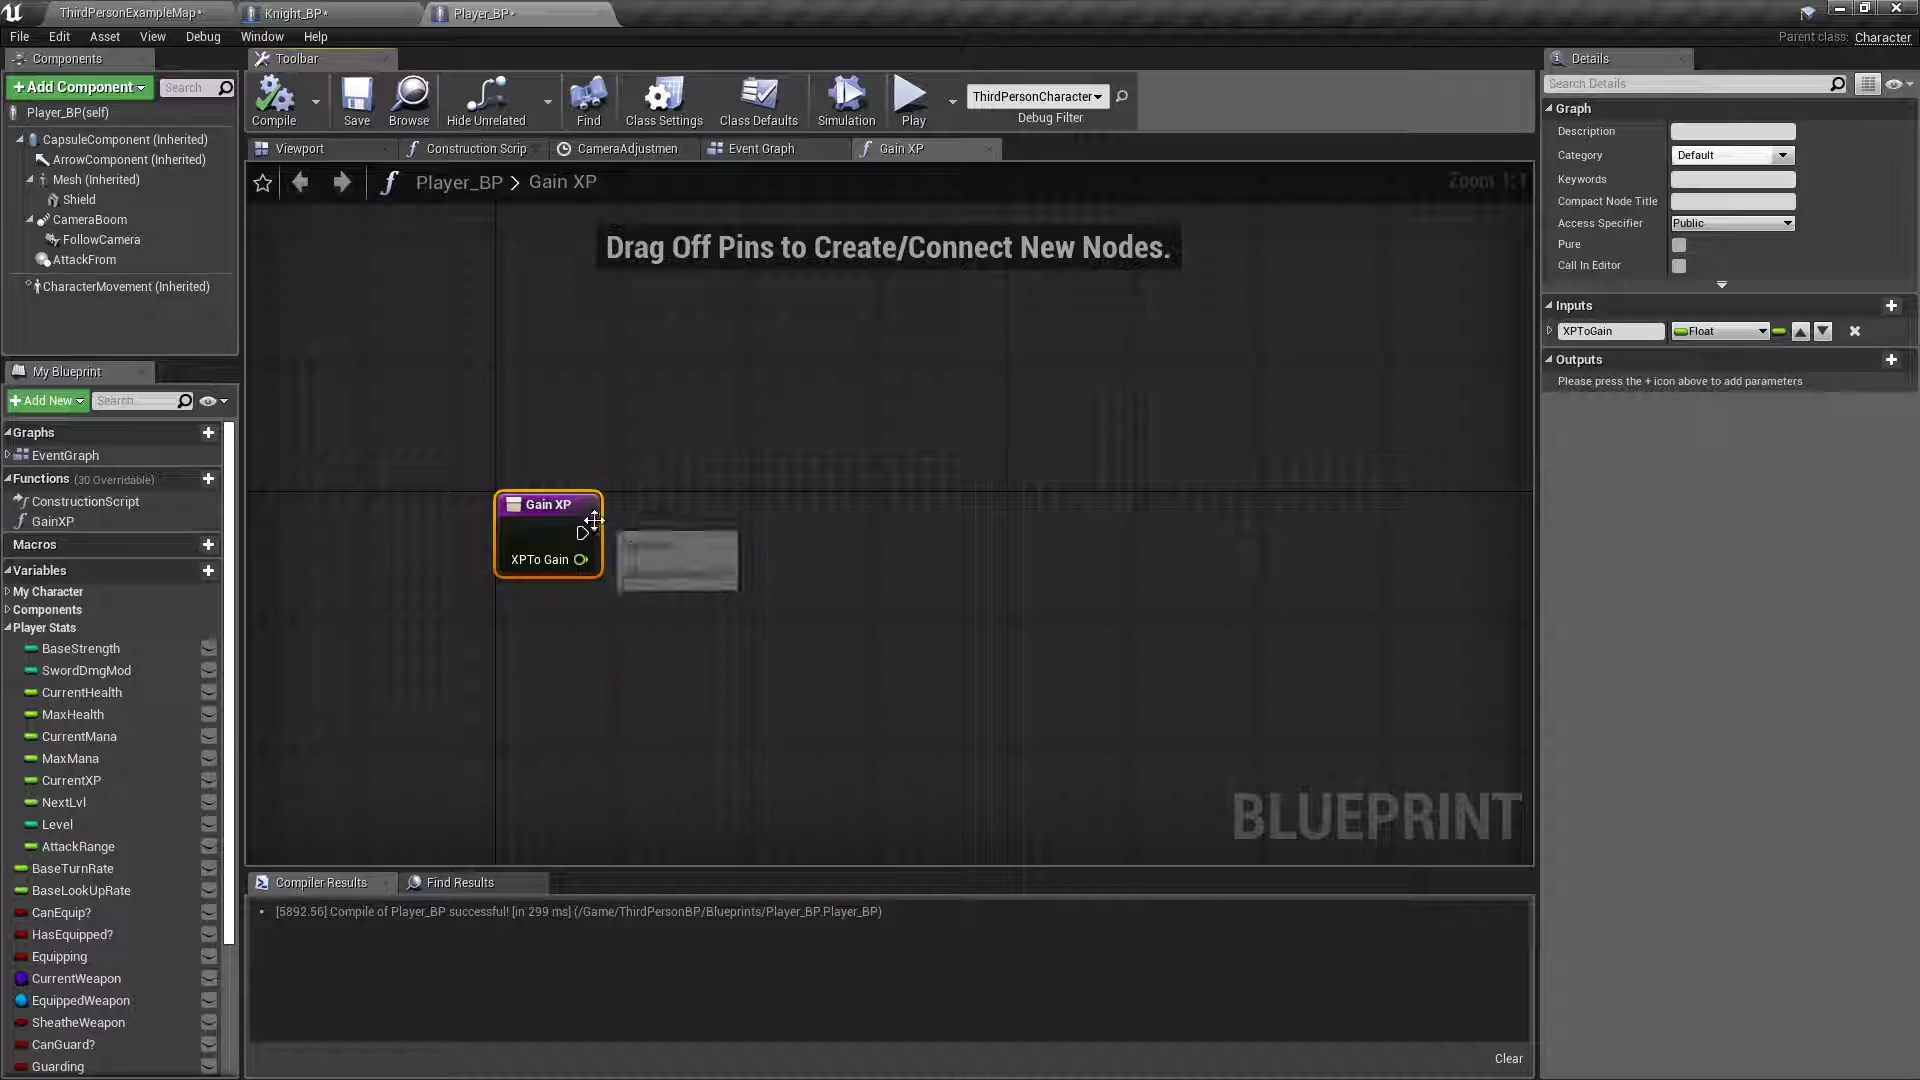 ThirdPersonExampleMap*
Knight_BP*
Player_BP*
File Edit Asset View Debug Window Help
Parent class: Character
Components
Toolbar
Details
+Add Component
Search
Compile
Save
Browse
Hide Unrelated
Find
Class Settings
Class Defaults
Simulation
Play
ThirdPersonCharacter
Debug Filter
Search Details
Player_BP(self)
CapsuleComponent (Inherited)
ArrowComponent (Inherited)
Mesh (Inherited)
Shield
CameraBoom
FollowCamera
AttackFrom
CharacterMovement (Inherited)
Viewport
Construction Scrip
CameraAdjustmen
Event Graph
Gain XP
Player_BP > Gain XP
Zoom 1:1
Drag Off Pins to Create/Connect New Nodes.
Gain XP
XPTo Gain
BLUEPRINT
Graph
Description
Category Default
Keywords
Compact Node Title
Access Specifier Public
Pure
Call In Editor
Inputs
XPToGain Float
Outputs
Please press the + icon above to add parameters
My Blueprint
+Add New
Search
Graphs
EventGraph
Functions (30 Overridable)
ConstructionScript
GainXP
Macros
Variables
My Character
Components
Player Stats
BaseStrength
SwordDmgMod
CurrentHealth
MaxHealth
CurrentMana
MaxMana
CurrentXP
NextLvl
Level
AttackRange
BaseTurnRate
BaseLookUpRate
CanEquip?
HasEquipped?
Equipping
CurrentWeapon
EquippedWeapon
SheatheWeapon
CanGuard?
Guarding
Compiler Results
Find Results
[5892.56] Compile of Player_BP successful! [in 299 ms] (/Game/ThirdPersonBP/Blueprints/Player_BP.Player_BP)
Clear